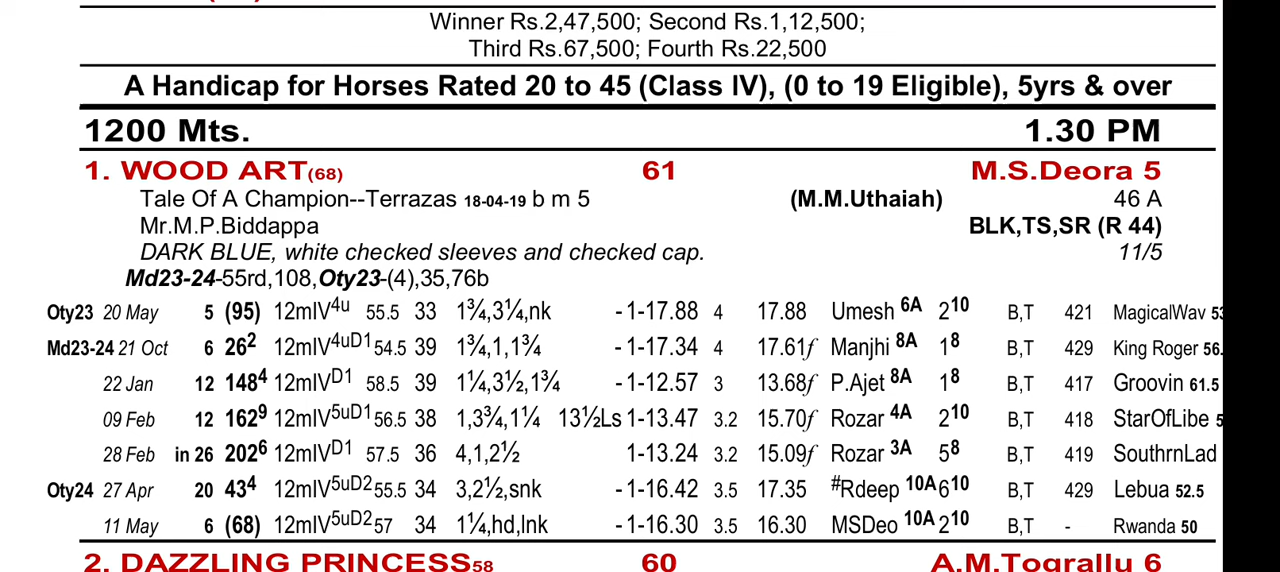 Winner Rs.2,47,500; Second Rs.1,12,500;
Third Rs.67,500; Fourth Rs.22,500
A Handicap for Horses Rated 20 to 45 (Class IV), (0 to 19 Eligible), 5yrs & over
1200 Mts. 1.30 PM
1. WOOD ART(68) 61 M.S.Deora 5
Tale Of A Champion--Terrazas 18-04-19 b m 5 (M.M.Uthaiah) 46 A
Mr.M.P.Biddappa BLK,TS,SR (R 44)
DARK BLUE, white checked sleeves and checked cap. 11/5
Md23-24-55rd,108,Oty23-(4),35,76b
Oty23 20 May 5 (95) 12mIV4u 55.5 33 1¾,3¼,nk -1-17.88 4 17.88 Umesh 6A 2¹⁰ B,T 421 MagicalWav
Md23-24 21 Oct 6 26² 12mIV4uD1 54.5 39 1¾,1,1¾ -1-17.34 4 17.61f Manjhi 8A 1⁸ B,T 429 King Roger 56.
22 Jan 12 148⁴ 12mIVD1 58.5 39 1¼,3½,1¾ -1-12.57 3 13.68f P.Ajet 8A 1⁸ B,T 417 Groovin 61.5
09 Feb 12 162⁹ 12mIV5uD1 56.5 38 1,3¾,1¼ 13½Ls 1-13.47 3.2 15.70f Rozar 4A 2¹⁰ B,T 418 StarOfLibe
28 Feb in 26 202⁶ 12mIVD1 57.5 36 4,1,2½ 1-13.24 3.2 15.09f Rozar 3A 5⁸ B,T 419 SouthrnLad
Oty24 27 Apr 20 43⁴ 12mIV5uD2 55.5 34 3,2½,snk -1-16.42 3.5 17.35 #Rdeep 10A 6¹⁰ B,T 429 Lebua 52.5
11 May 6 (68) 12mIV5uD2 57 34 1¼,hd,lnk -1-16.30 3.5 16.30 MSDeo 10A 2¹⁰ B,T - Rwanda 50
2. DAZZLING PRINCESS58 60 A.M.Tograllu 6